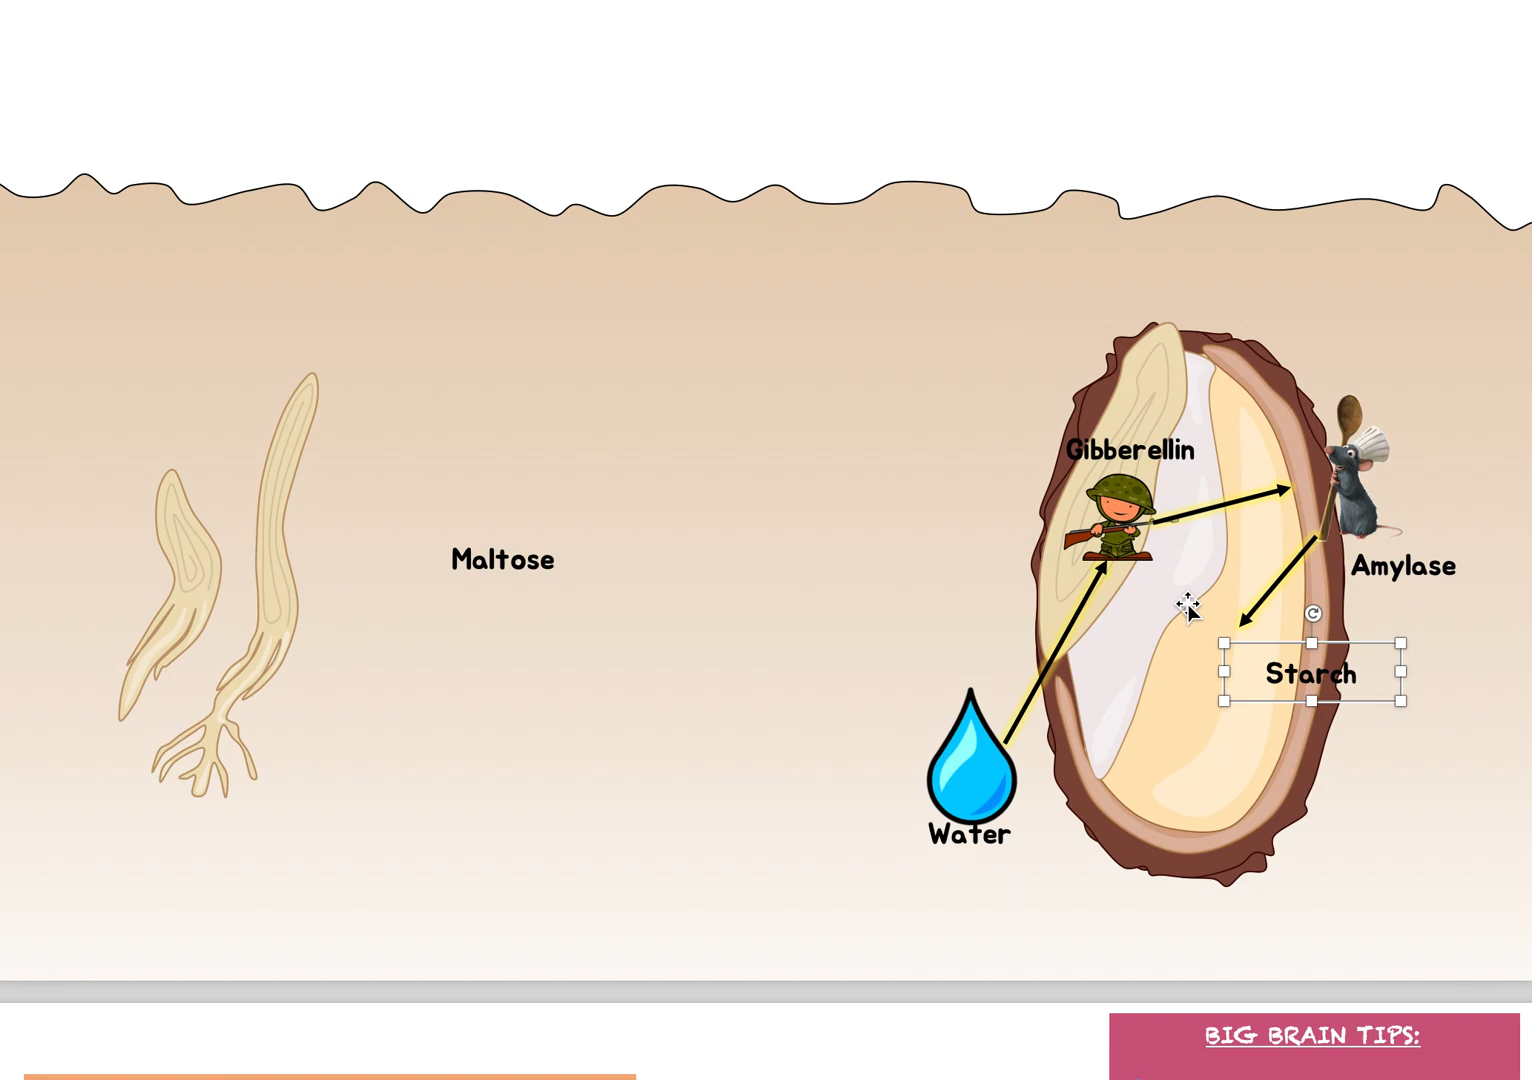 Gibberellin
Maltose
Amylase
Starch
Water
BIG BRAIN TIPS: